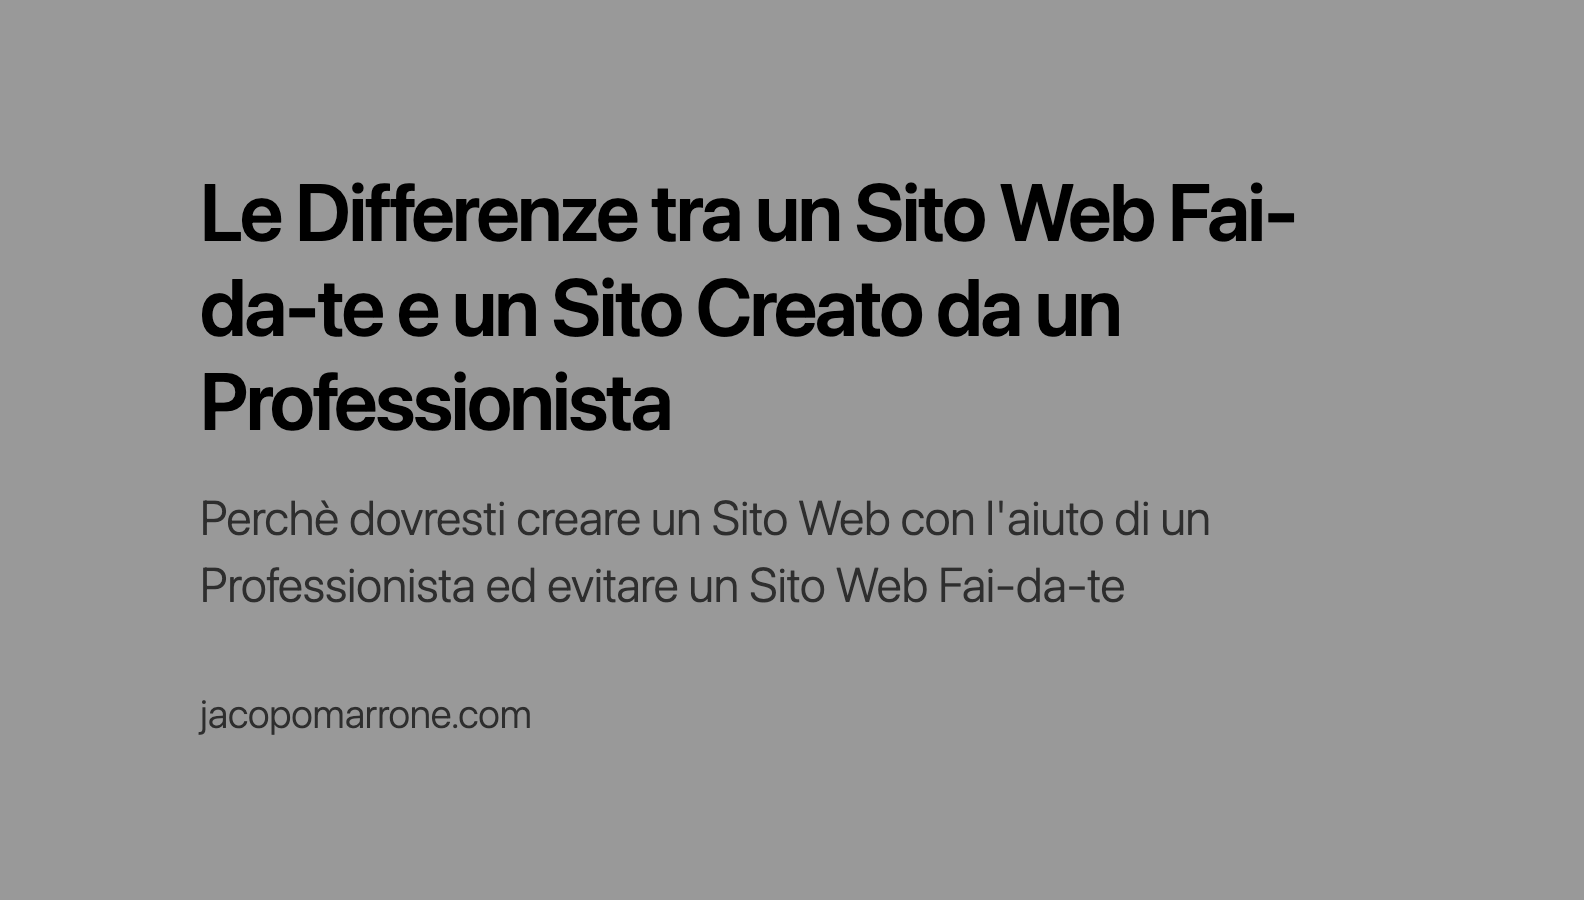 Le Differenze tra un Sito Web Fai-
da-te e un Sito Creato da un
Professionista
Perchè dovresti creare un Sito Web con l'aiuto di un
Professionista ed evitare un Sito Web Fai-da-te
jacopomarrone.com